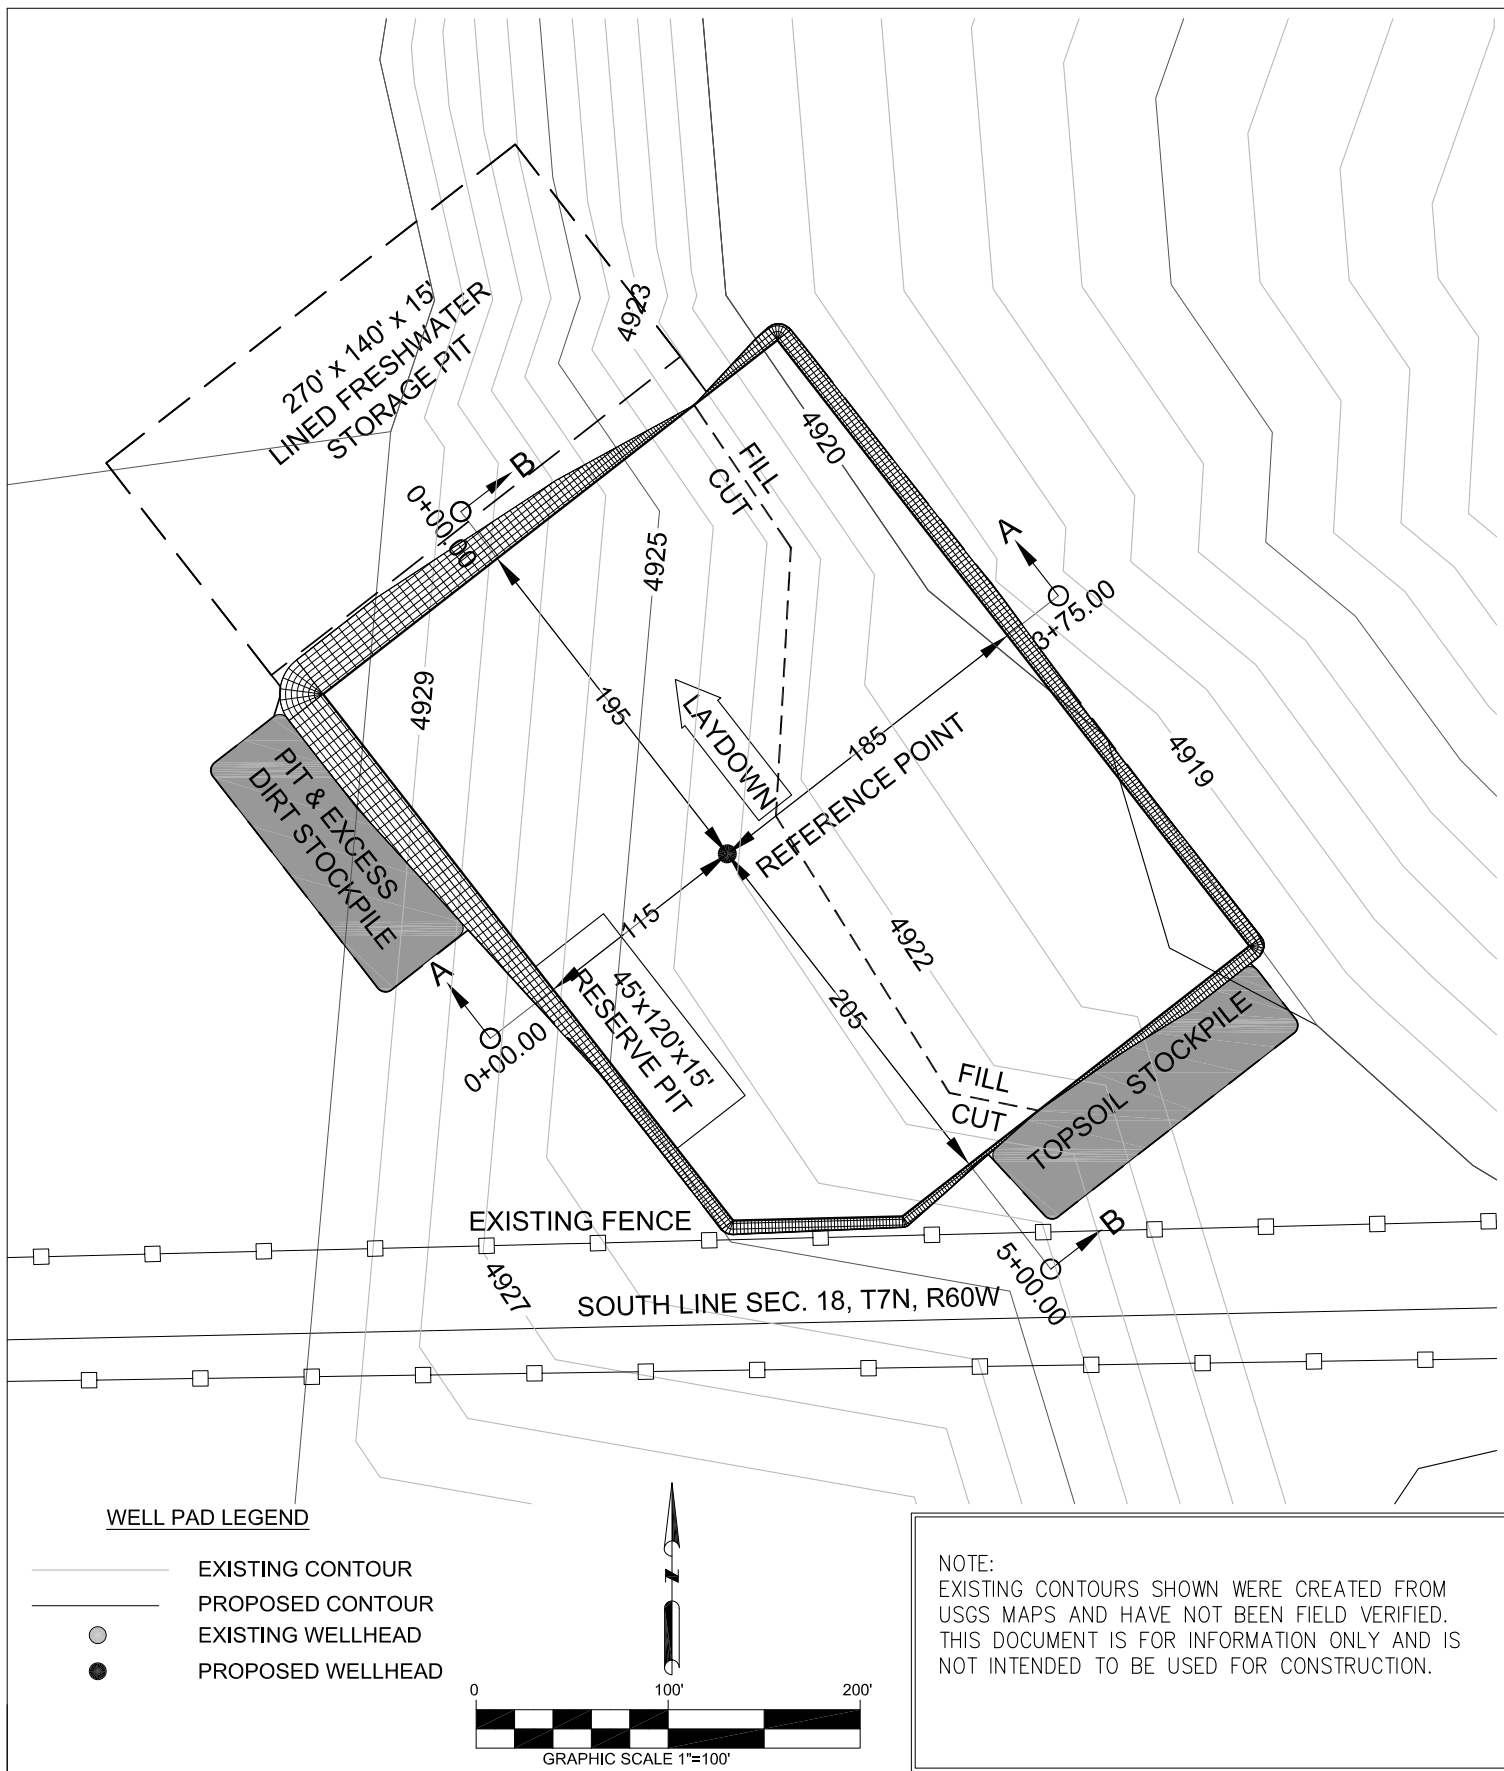 4923
270' x 140' x 15'
LINED FRESHWATER
STORAGE PIT
B
0+00.00
4920
FILL
CUT
4925
A
3+75.00
4929
195
LAYDOWN
185
REFERENCE POINT
4919
PIT & EXCESS
DIRT STOCKPILE
115
4922
A
0+00.00
45'x120'x15'
RESERVE PIT
205
FILL
CUT
TOPSOIL STOCKPILE
EXISTING FENCE
B
5+00.00
4927
SOUTH LINE SEC. 18, T7N, R60W
WELL PAD LEGEND
EXISTING CONTOUR
PROPOSED CONTOUR
EXISTING WELLHEAD
PROPOSED WELLHEAD
N
0 100' 200'
GRAPHIC SCALE 1"=100'
NOTE:
EXISTING CONTOURS SHOWN WERE CREATED FROM
USGS MAPS AND HAVE NOT BEEN FIELD VERIFIED.
THIS DOCUMENT IS FOR INFORMATION ONLY AND IS
NOT INTENDED TO BE USED FOR CONSTRUCTION.